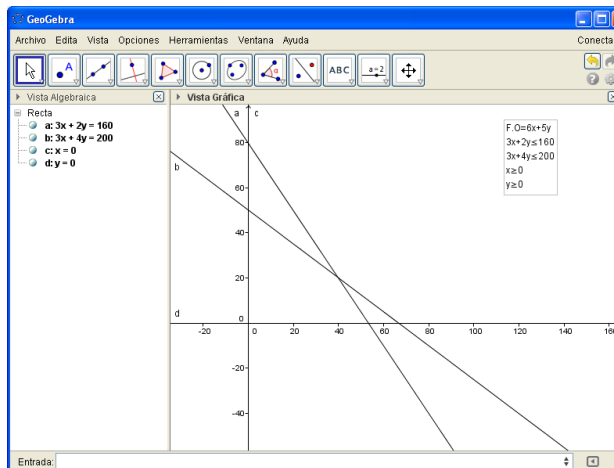 GeoGebra
Archivo Edita Vista Opciones Herramientas Ventana Ayuda Conecta
ABC a=2
Vista Algebraica
Vista Gráfica
Recta
a: 3x + 2y = 160
b: 3x + 4y = 200
c: x = 0
d: y = 0
a c
F.O=6x+5y
3x+2y≤160
3x+4y≤200
x≥0
y≥0
80
b
60
40
20
d
0
-20 0 20 40 60 80 100 120 140 160
-20
-40
Entrada: